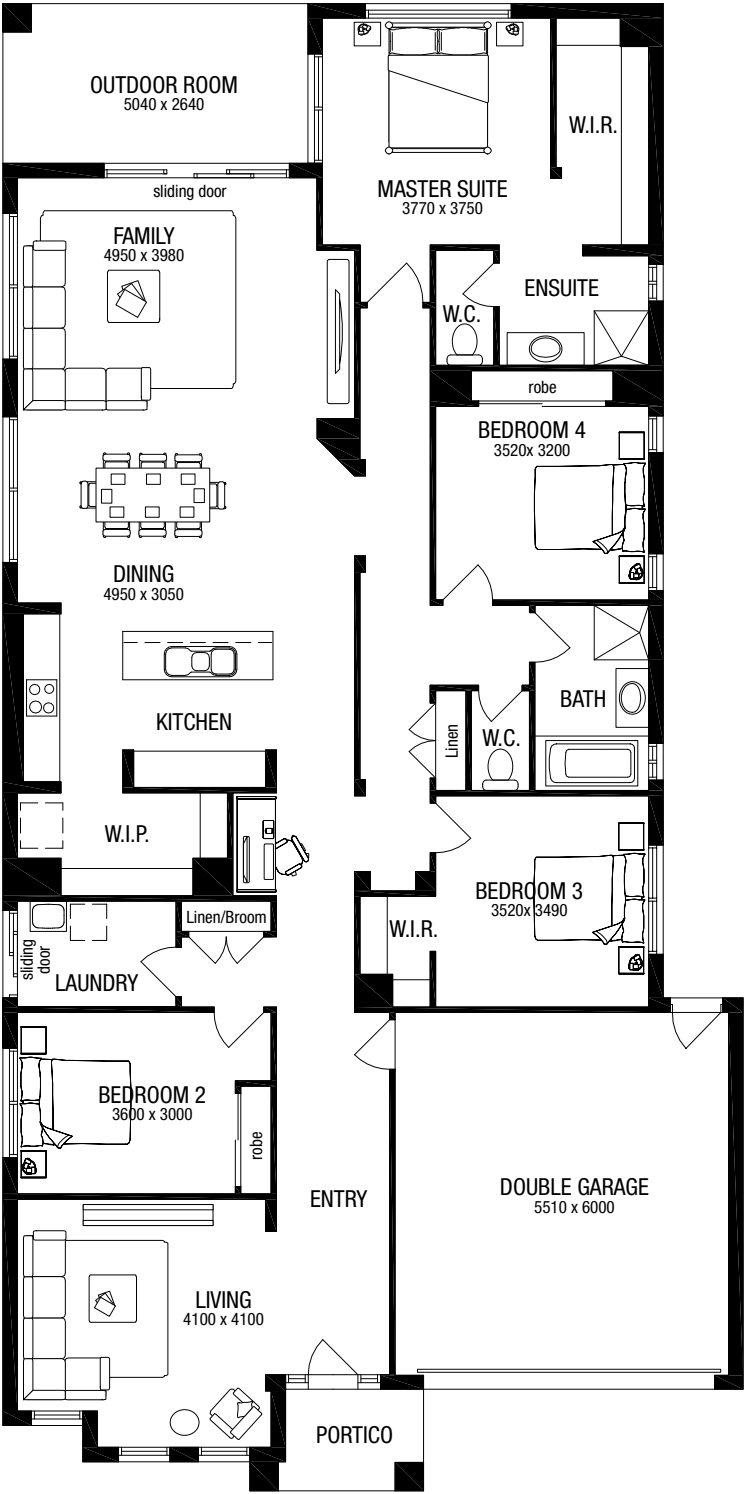 OUTDOOR ROOM
5040 x 2640
W.I.R.
sliding door
MASTER SUITE
3770 x 3750
FAMILY
4950 x 3980
ENSUITE
W.C.
robe
BEDROOM 4
3520x 3200
DINING
4950 x 3050
BATH
KITCHEN
Linen
W.C.
W.I.P.
BEDROOM 3
3520x 3490
Linen/Broom
W.I.R.
sliding
door
LAUNDRY
BEDROOM 2
3600 x 3000
robe
ENTRY
DOUBLE GARAGE
5510 x 6000
LIVING
4100 x 4100
PORTICO